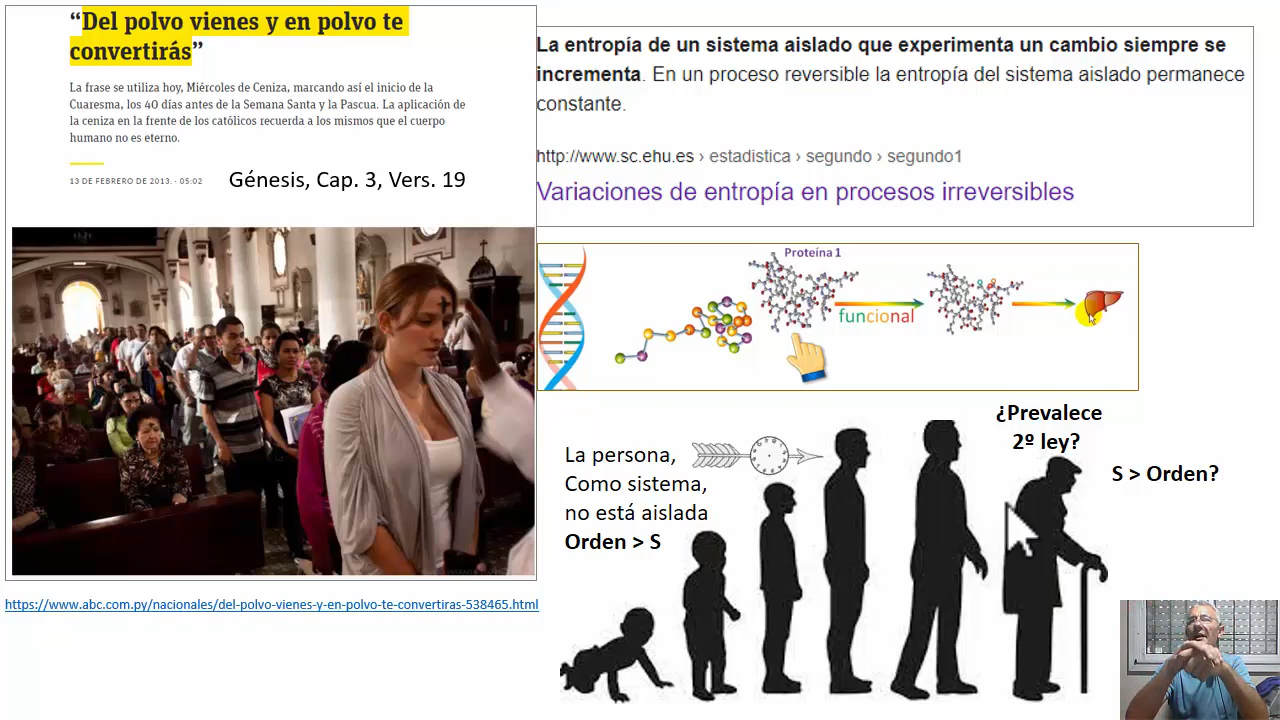 “Del polvo vienes y en polvo te
convertirás”
La frase se utiliza hoy, Miércoles de Ceniza, marcando así el inicio de la
Cuaresma, los 40 días antes de la Semana Santa y la Pascua. La aplicación de
la ceniza en la frente de los católicos recuerda a los mismos que el cuerpo
humano no es eterno.
13 DE FEBRERO DE 2013. - 05:02
Génesis, Cap. 3, Vers. 19
https://www.abc.com.py/nacionales/del-polvo-vienes-y-en-polvo-te-convertiras-538465.html
La entropía de un sistema aislado que experimenta un cambio siempre se
incrementa. En un proceso reversible la entropía del sistema aislado permanece
constante.
http://www.sc.ehu.es › estadistica › segundo › segundo1
Variaciones de entropía en procesos irreversibles
Proteína 1
funcional
La persona,
Como sistema,
no está aislada
Orden > S
¿Prevalece
2º ley?
S > Orden?